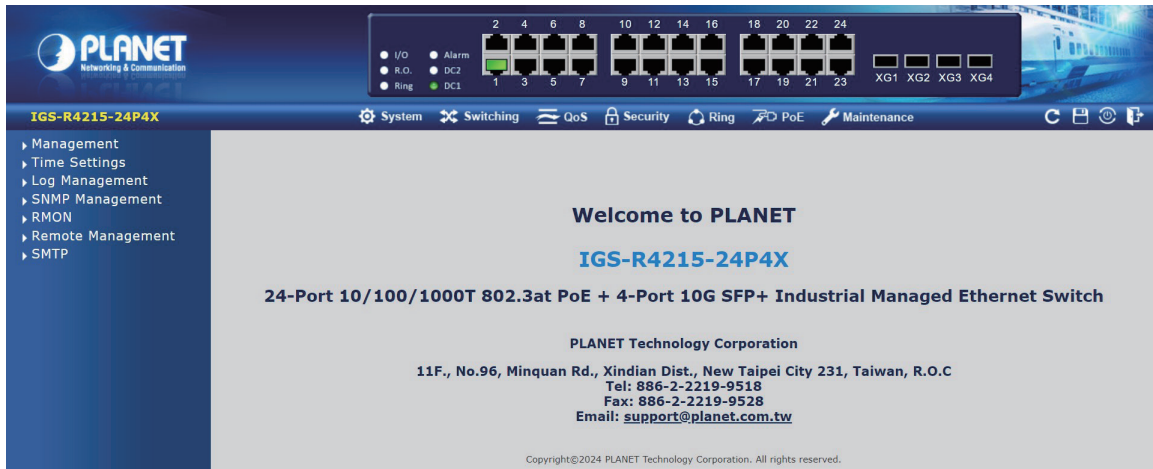 PLANET
Networking & Communication
I/O
Alarm
R.O.
DC2
Ring
DC1
2 4 6 8 10 12 14 16 18 20 22 24
1 3 5 7 9 11 13 15 17 19 21 23
XG1 XG2 XG3 XG4
IGS-R4215-24P4X
System Switching QoS Security Ring PoE Maintenance
Management
Time Settings
Log Management
SNMP Management
RMON
Remote Management
SMTP
Welcome to PLANET
IGS-R4215-24P4X
24-Port 10/100/1000T 802.3at PoE + 4-Port 10G SFP+ Industrial Managed Ethernet Switch
PLANET Technology Corporation
11F., No.96, Minquan Rd., Xindian Dist., New Taipei City 231, Taiwan, R.O.C
Tel: 886-2-2219-9518
Fax: 886-2-2219-9528
Email: support@planet.com.tw
Copyright©2024 PLANET Technology Corporation. All rights reserved.